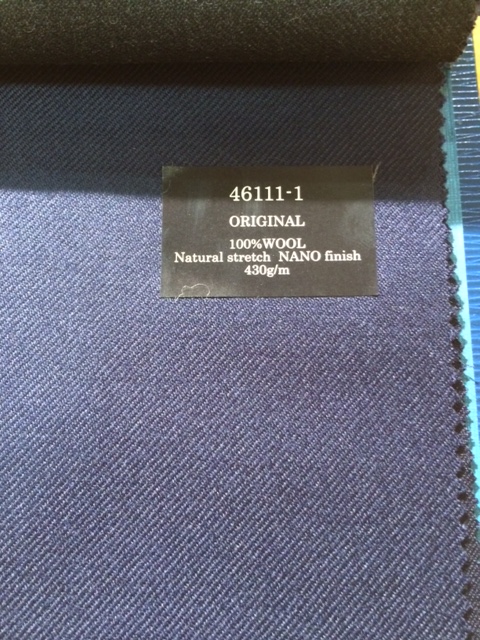 46111-1
ORIGINAL
100%WOOL
Natural stretch NANO finish
430g/m